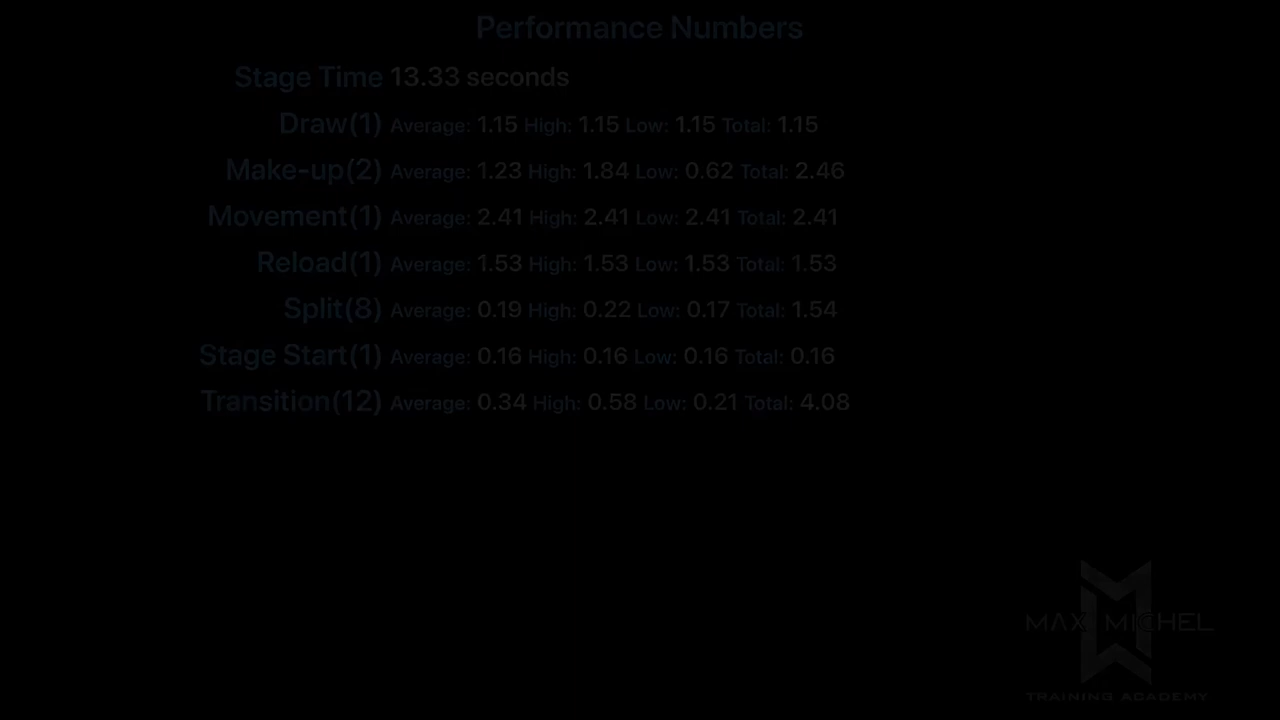 Performance Numbers
Stage Time 13.33 seconds
Draw(1) Average: 1.15 High: 1.15 Low: 1.15 Total: 1.15
Make-up(2) Average: 1.23 High: 1.84 Low: 0.62 Total: 2.46
Movement(1) Average: 2.41 High: 2.41 Low: 2.41 Total: 2.41
Reload(1) Average: 1.53 High: 1.53 Low: 1.53 Total: 1.53
Split(8) Average: 0.19 High: 0.22 Low: 0.17 Total: 1.54
Stage Start(1) Average: 0.16 High: 0.16 Low: 0.16 Total: 0.16
Transition(12) Average: 0.34 High: 0.58 Low: 0.21 Total: 4.08
MAX MICHEL
TRAINING ACADEMY